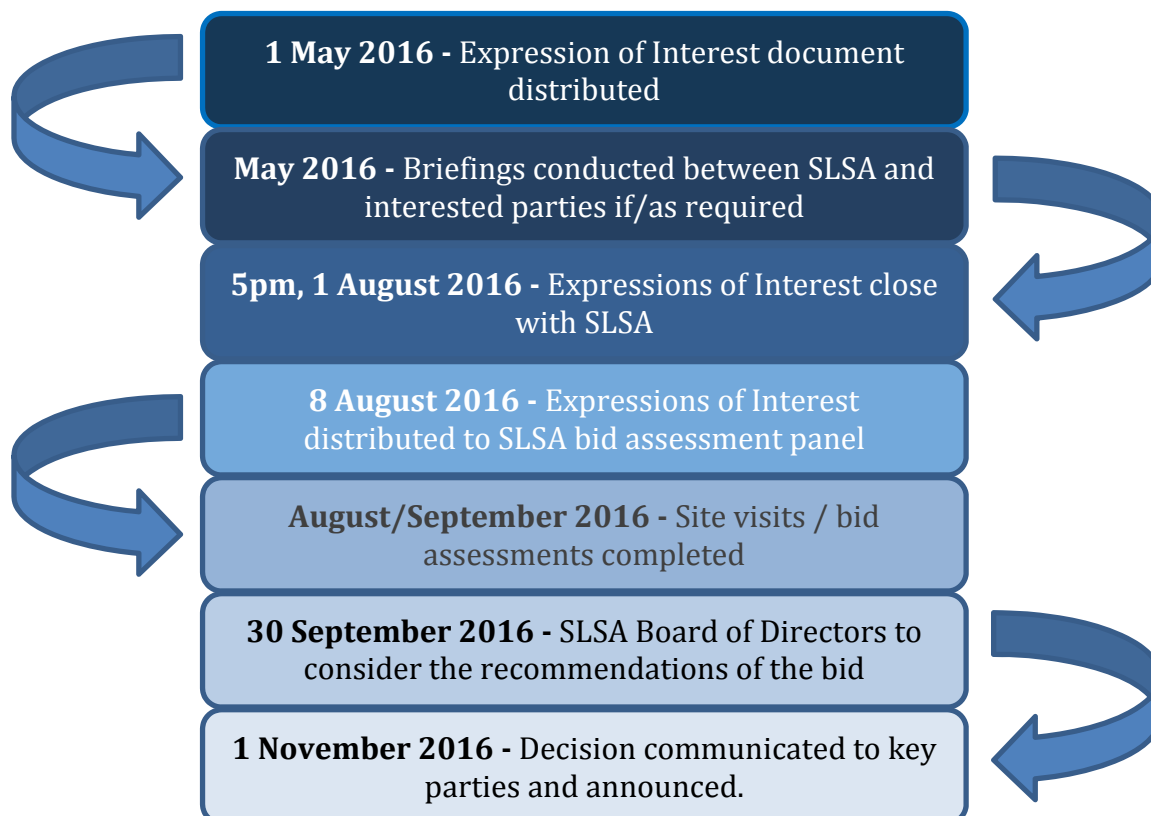 1 May 2016 - Expression of Interest document
distributed
May 2016 - Briefings conducted between SLSA and
interested parties if/as required
5pm, 1 August 2016 - Expressions of Interest close
with SLSA
8 August 2016 - Expressions of Interest
distributed to SLSA bid assessment panel
August/September 2016 - Site visits / bid
assessments completed
30 September 2016 - SLSA Board of Directors to
consider the recommendations of the bid
1 November 2016 - Decision communicated to key
parties and announced.